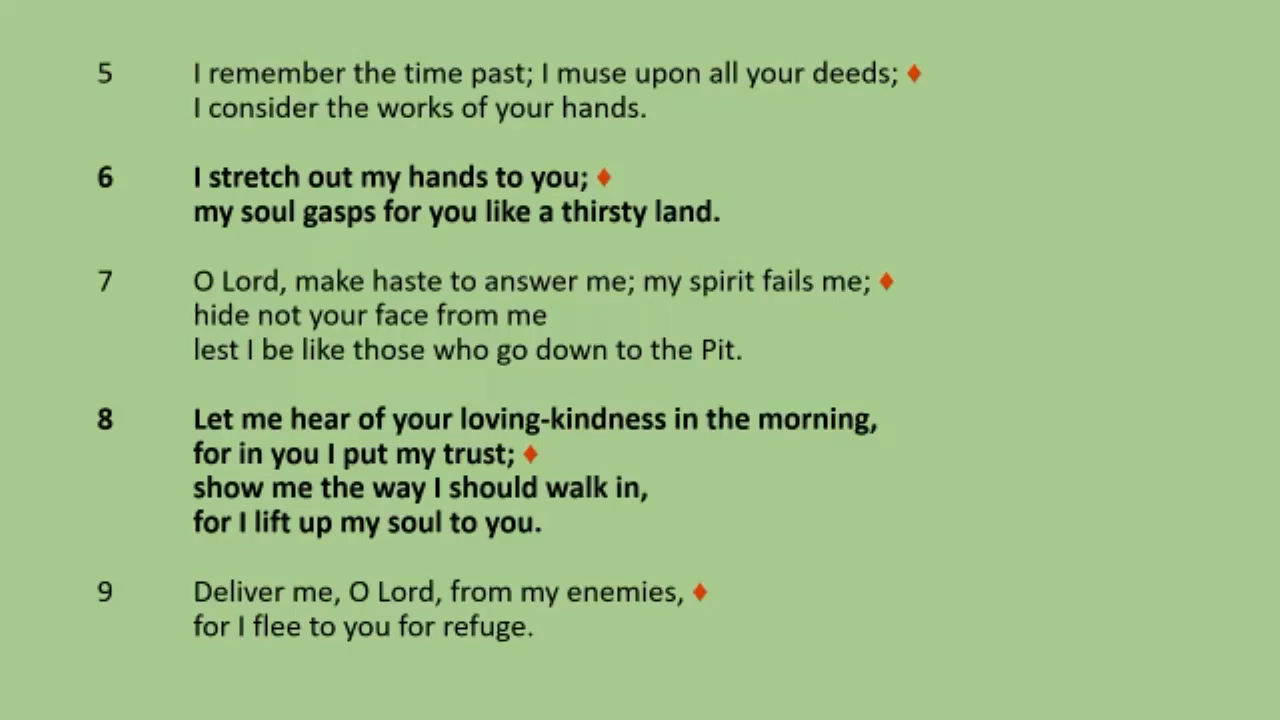 5 I remember the time past; I muse upon all your deeds; ♦
I consider the works of your hands.
6 I stretch out my hands to you; ♦
my soul gasps for you like a thirsty land.
7 O Lord, make haste to answer me; my spirit fails me; ♦
hide not your face from me
lest I be like those who go down to the Pit.
8 Let me hear of your loving-kindness in the morning,
for in you I put my trust; ♦
show me the way I should walk in,
for I lift up my soul to you.
9 Deliver me, O Lord, from my enemies, ♦
for I flee to you for refuge.